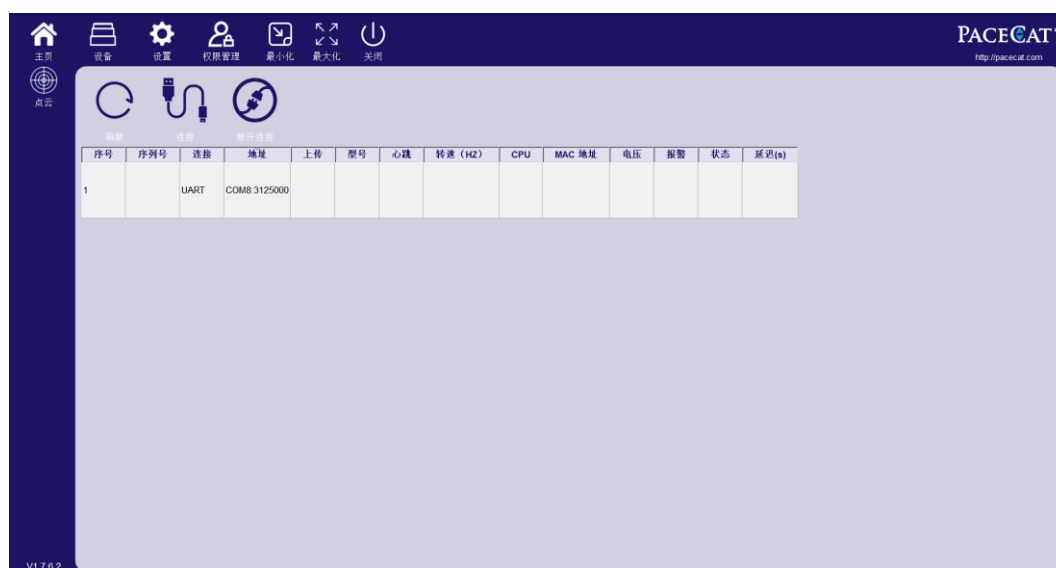 PACECAT
主页 设备 设置 权限管理 最小化 最大化 关闭
http://pacecat.com
点云
刷新 连接 断开连接
序号 序列号 连接 地址 上传 型号 心跳 转速（HZ） CPU MAC 地址 电压 报警 状态 延迟(s)
1 UART COM8:3125000
V1.7.6.2